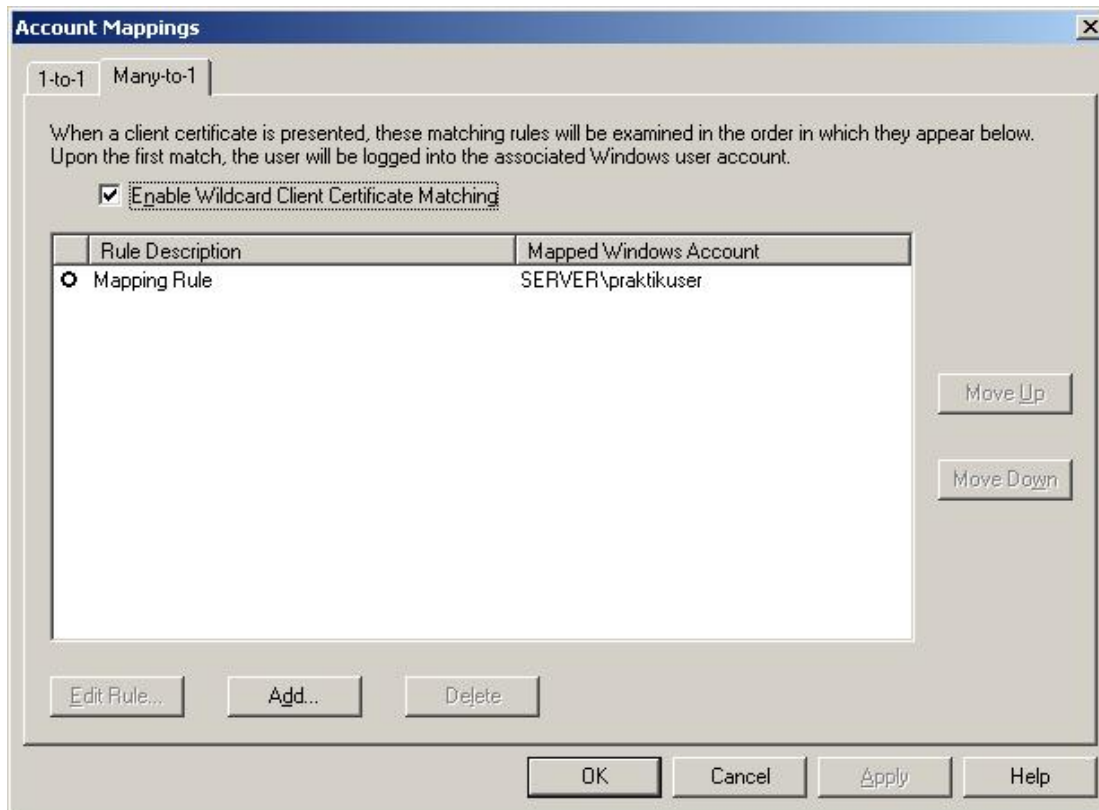 Account Mappings
1-to-1 Many-to-1
When a client certificate is presented, these matching rules will be examined in the order in which they appear below.
Upon the first match, the user will be logged into the associated Windows user account.
Enable Wildcard Client Certificate Matching
Rule Description Mapped Windows Account
Mapping Rule SERVER\praktikuser
Move Up
Move Down
Edit Rule... Add... Delete
OK Cancel Apply Help